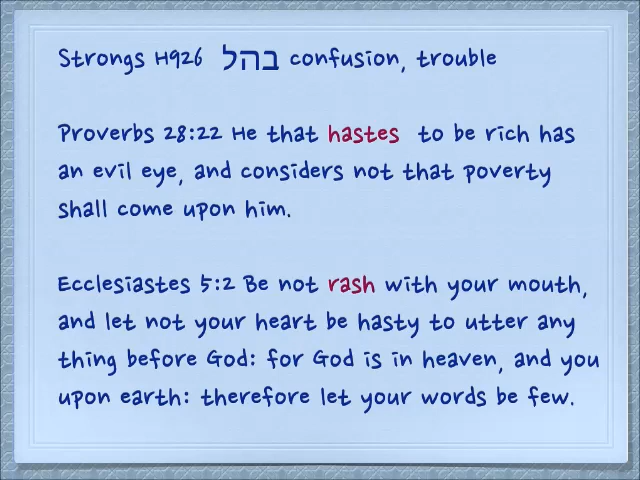 Strongs H926 בהל confusion, trouble
Proverbs 28:22 He that hastes to be rich has
an evil eye, and considers not that poverty
shall come upon him.
Ecclesiastes 5:2 Be not rash with your mouth,
and let not your heart be hasty to utter any
thing before God: for God is in heaven, and you
upon earth: therefore let your words be few.